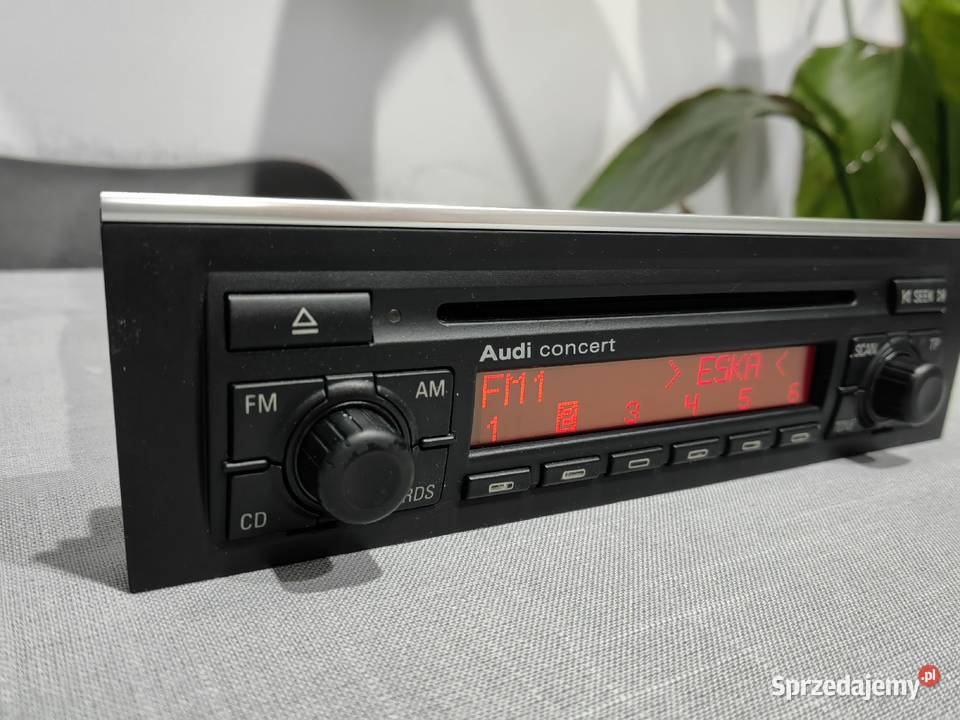 SEEK
Audi concert
FM1 > ESKA <
1 2 3 4 5 6
FM
AM
SCAN
TP
CD
RDS
Sprzedajemy.pl